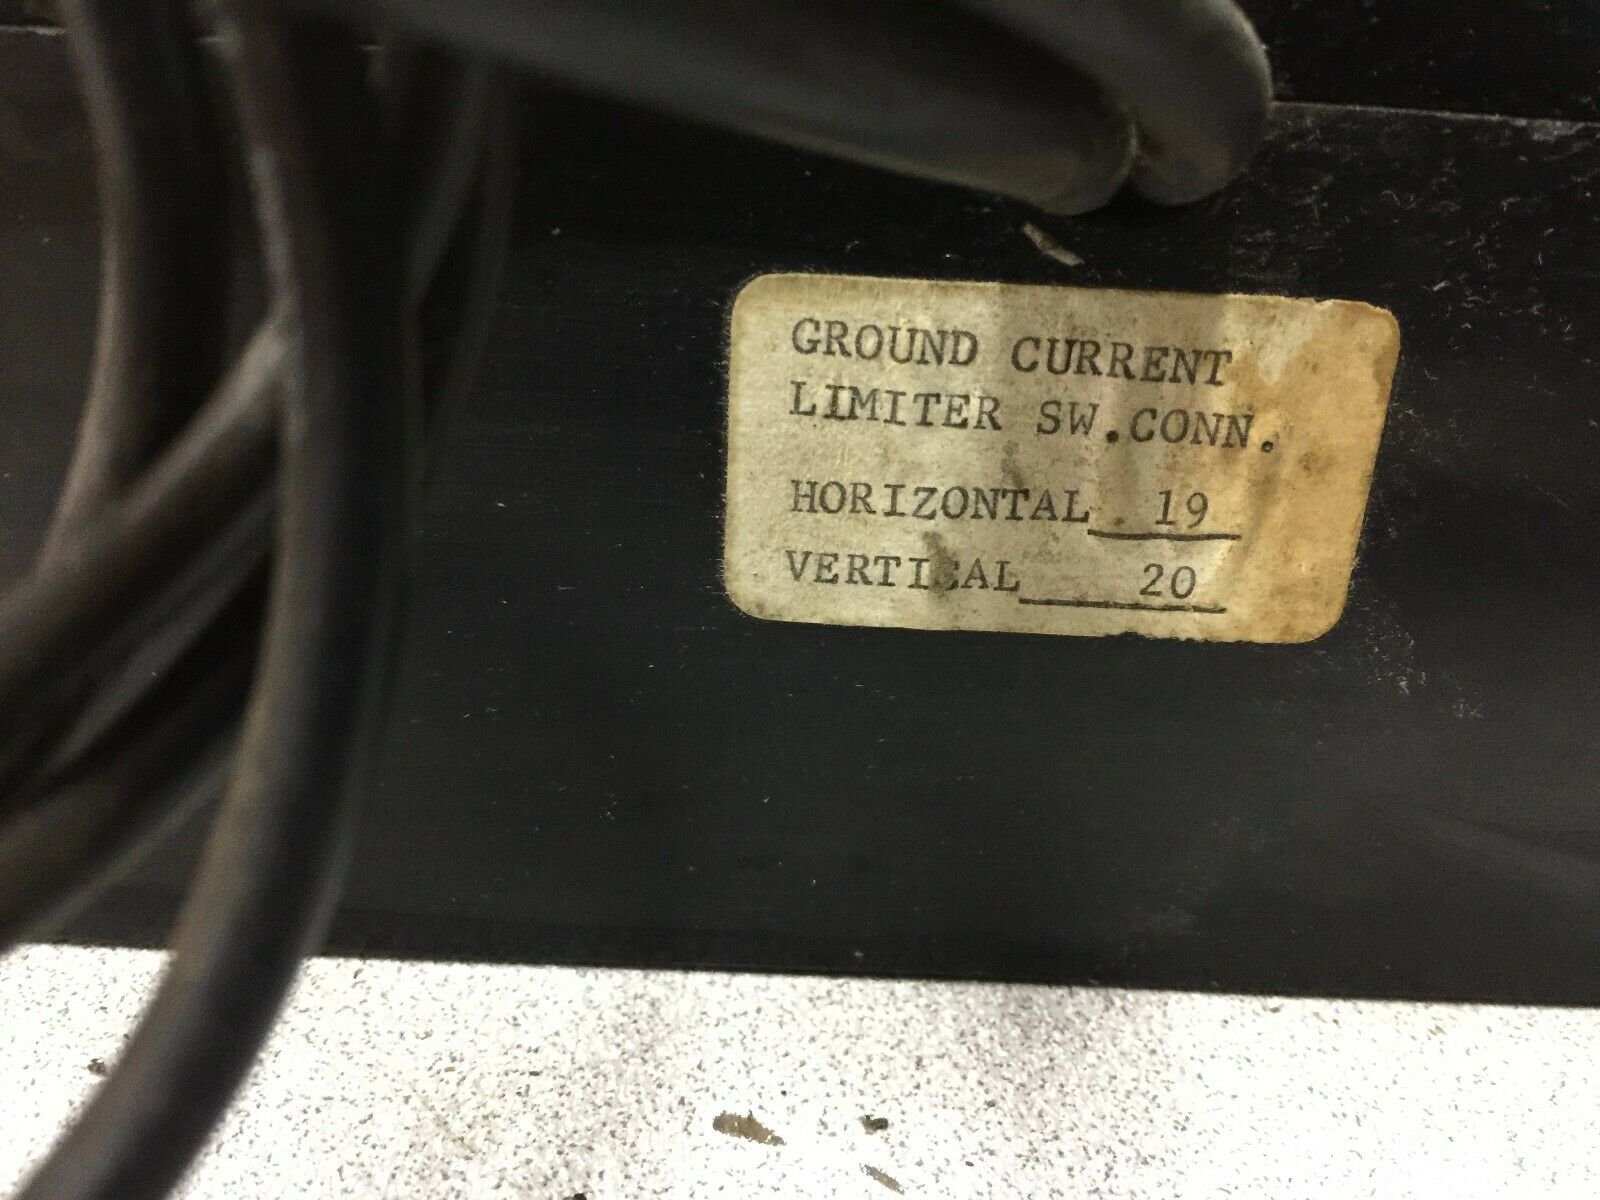 GROUND CURRENT
LIMITER SW.CONN.
HORIZONTAL 19
VERTICAL 20